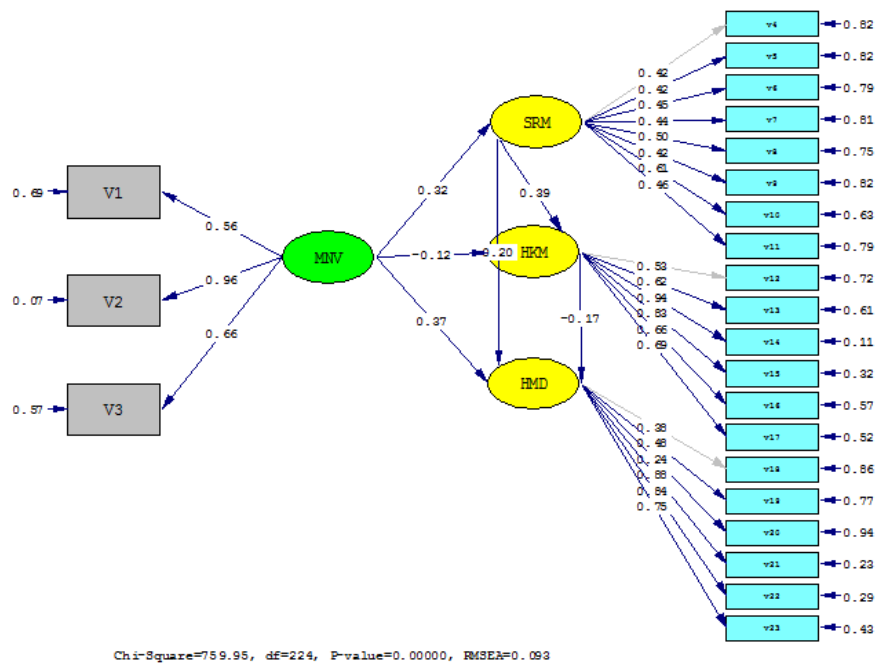 v4
0.82
v5
0.82
v6
0.79
v7
0.81
v8
0.75
v9
0.82
v10
0.63
v11
0.79
v12
0.72
v13
0.61
v14
0.11
v15
0.32
v16
0.57
v17
0.52
v18
0.86
v19
0.77
v20
0.94
v21
0.23
v22
0.29
v23
0.43
0.42
0.42
0.45
0.44
0.50
0.42
0.61
0.46
SRM
0.32
0.39
0.69
V1
0.56
MNV
-0.12
0.20
HKM
0.53
0.62
0.94
0.83
0.66
0.69
0.07
V2
0.96
0.37
-0.17
0.66
0.57
V3
HMD
0.38
0.48
0.24
0.88
0.84
0.75
Chi-Square=759.95, df=224, P-value=0.00000, RMSEA=0.093